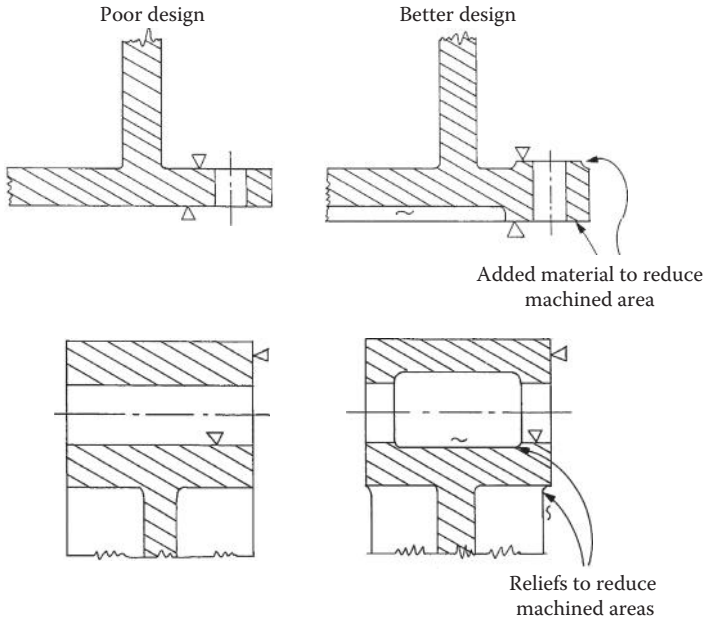 Poor design
Better design
Added material to reduce
machined area
Reliefs to reduce
machined areas